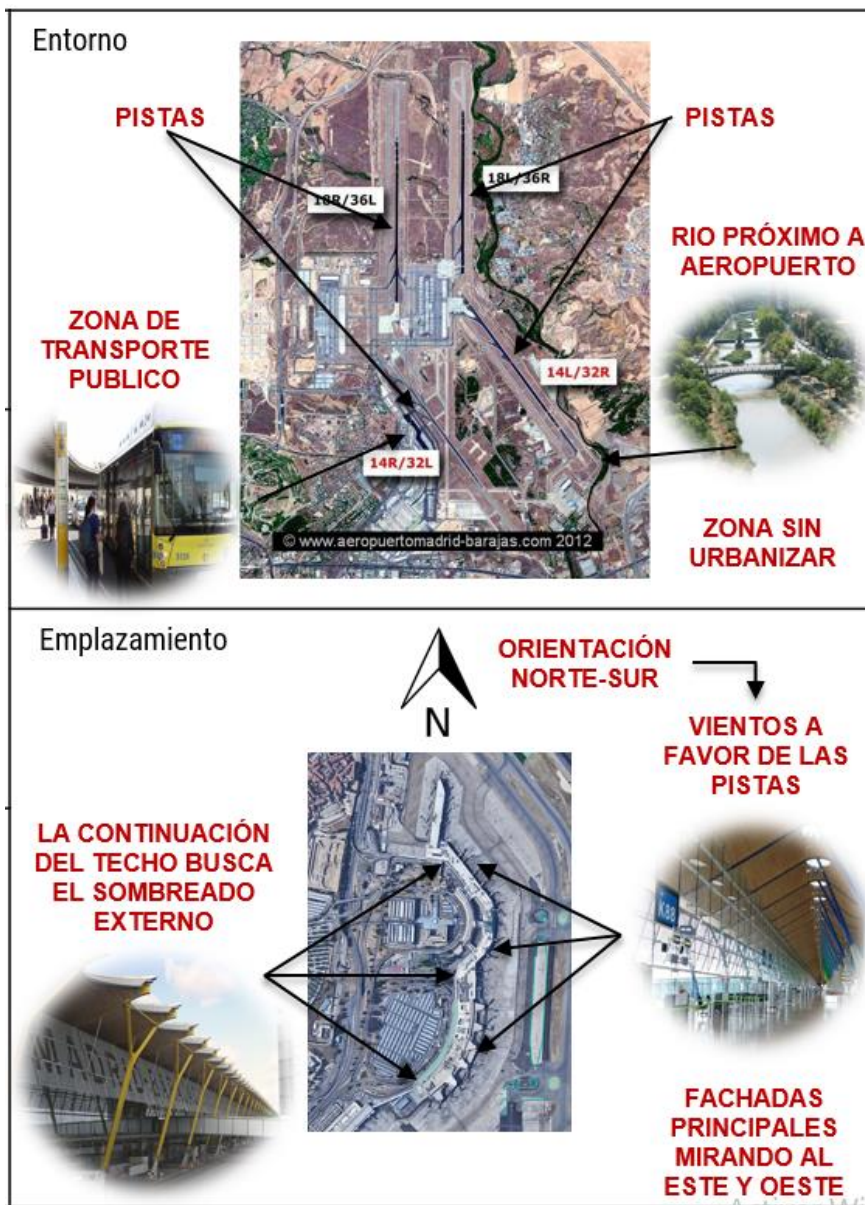 Entorno
PISTAS
PISTAS
18R/36L
18L/36R
RIO PRÓXIMO A
AEROPUERTO
ZONA DE
TRANSPORTE
PUBLICO
14L/32R
14R/32L
© www.aeropuertomadrid-barajas.com 2012
ZONA SIN
URBANIZAR
Emplazamiento
N
ORIENTACIÓN
NORTE-SUR
VIENTOS A
FAVOR DE LAS
PISTAS
LA CONTINUACIÓN
DEL TECHO BUSCA
EL SOMBREADO
EXTERNO
K88
FACHADAS
PRINCIPALES
MIRANDO AL
ESTE Y OESTE